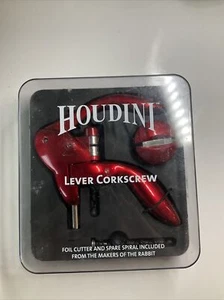 HOUDINI
LEVER CORKSCREW
FOIL CUTTER AND SPARE SPIRAL INCLUDED
FROM THE MAKERS OF THE RABBIT